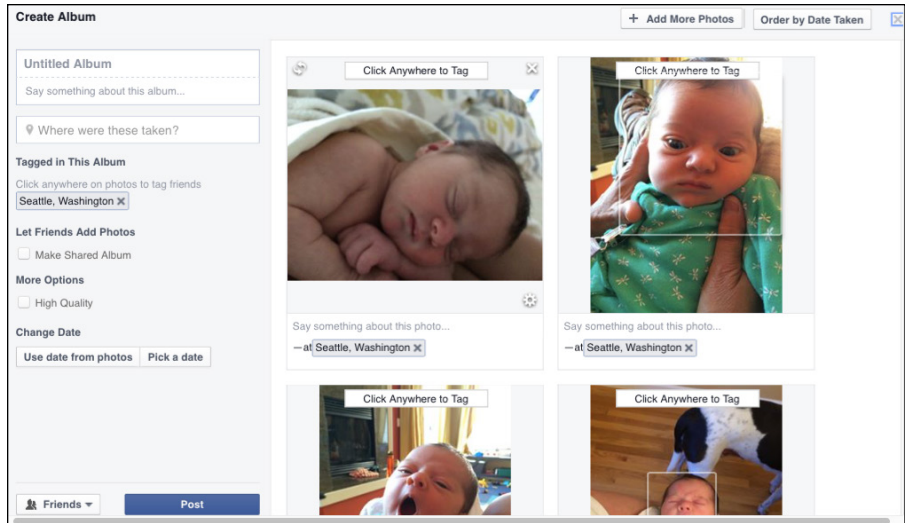 Create Album
+ Add More Photos
Order by Date Taken
Untitled Album
Say something about this album...
Where were these taken?
Tagged in This Album
Click anywhere on photos to tag friends
Seattle, Washington
Let Friends Add Photos
Make Shared Album
More Options
High Quality
Change Date
Use date from photos
Pick a date
Friends
Post
Click Anywhere to Tag
Say something about this photo...
—at Seattle, Washington
Click Anywhere to Tag
Say something about this photo...
—at Seattle, Washington
Click Anywhere to Tag
Click Anywhere to Tag